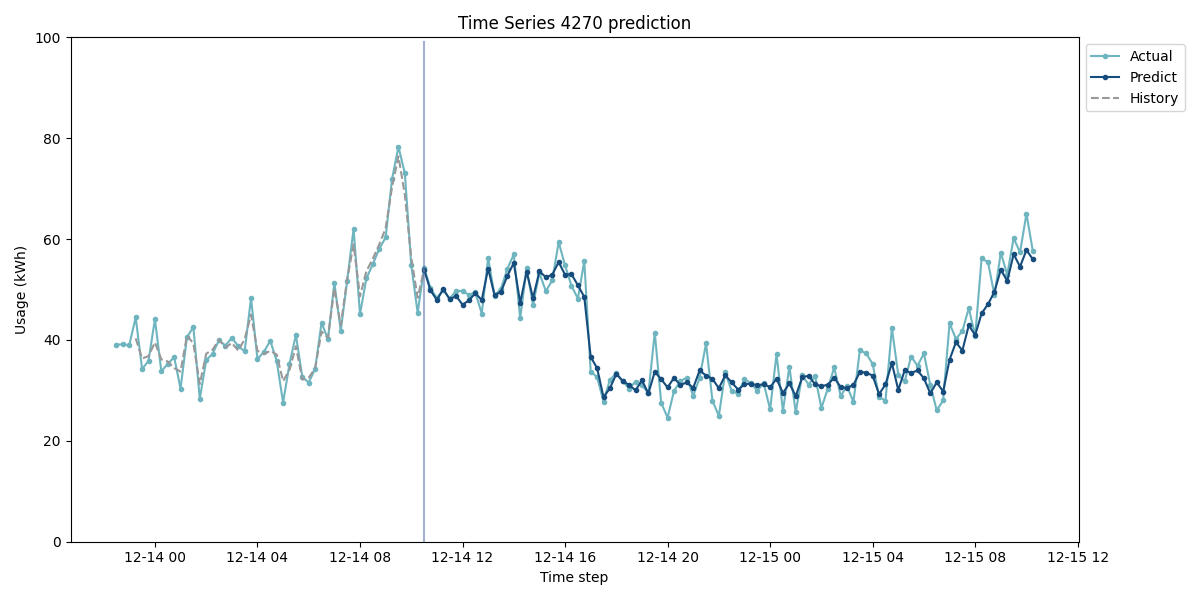 Time Series 4270 prediction
Actual
Predict
History
Usage (kWh)
100
80
60
40
20
0
12-14 00 12-14 04 12-14 08 12-14 12 12-14 16 12-14 20 12-15 00 12-15 04 12-15 08 12-15 12
Time step